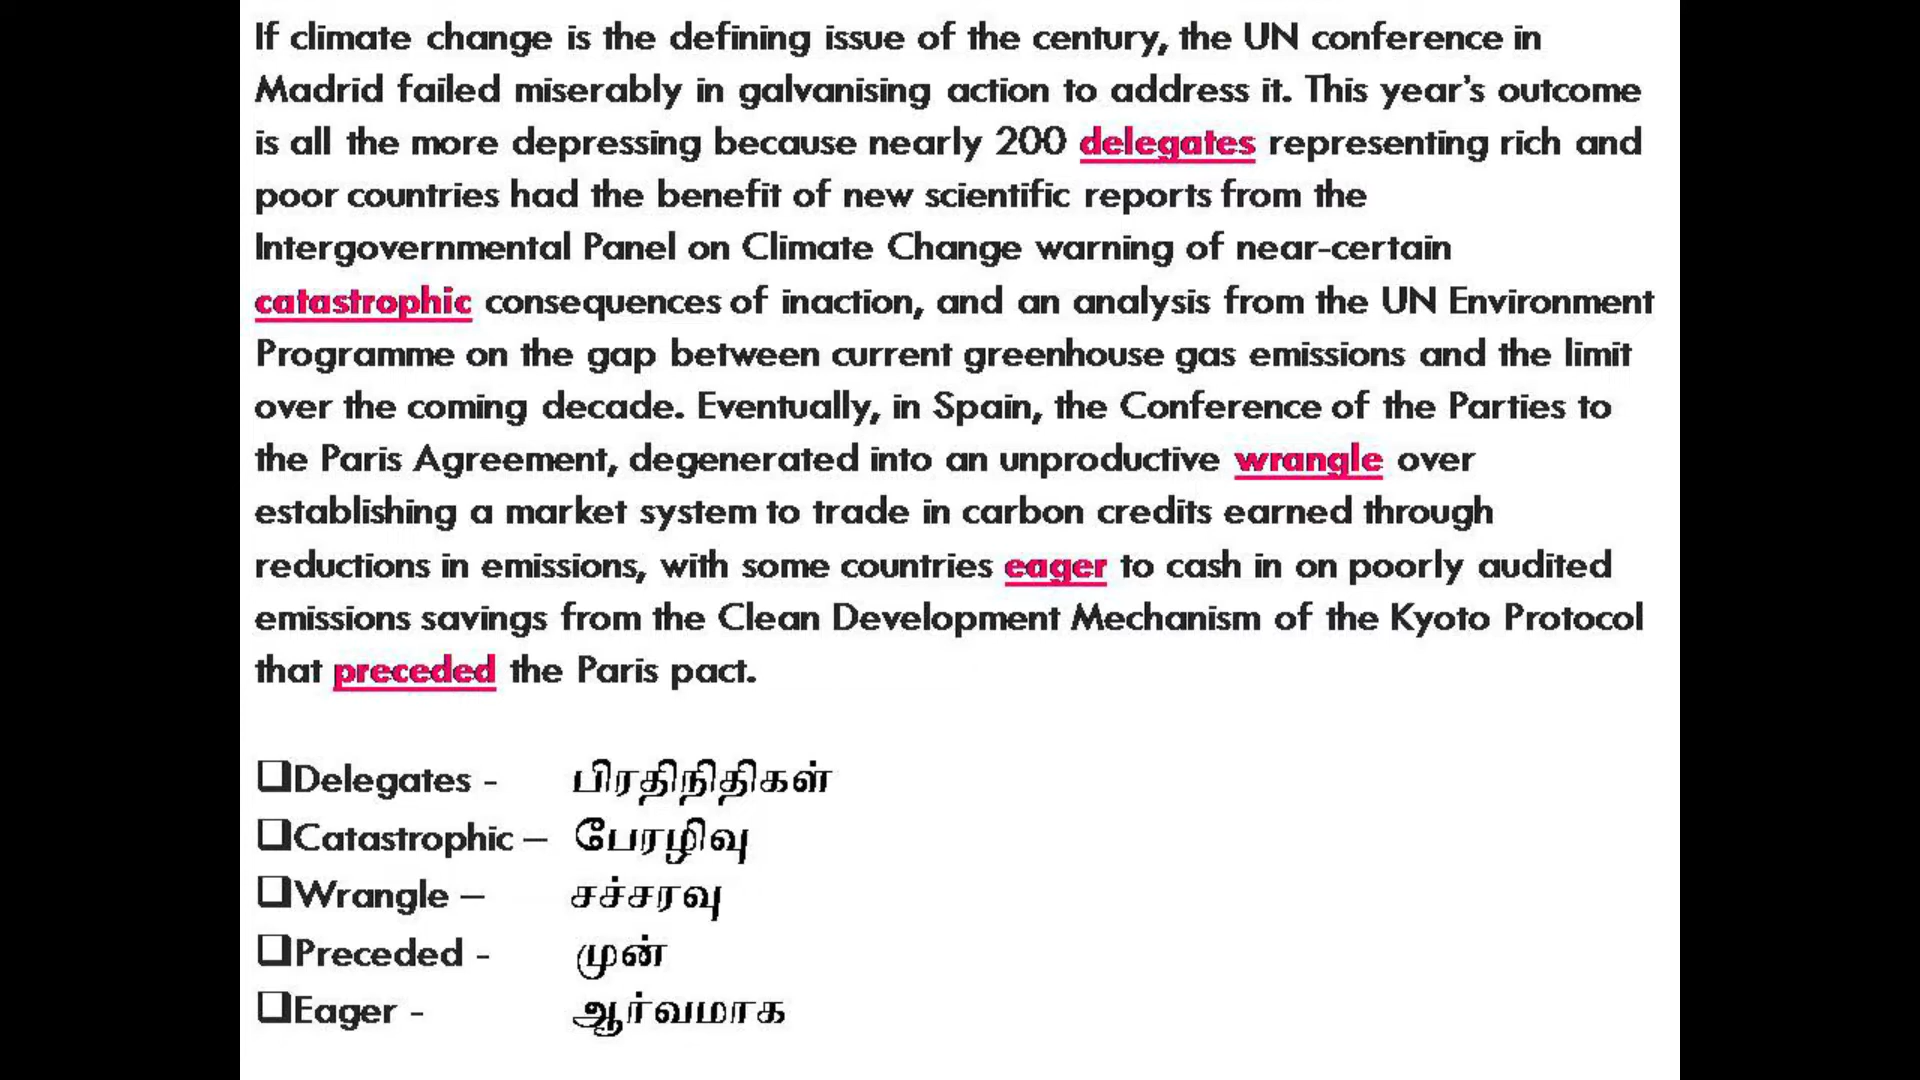 If climate change is the defining issue of the century, the UN conference in
Madrid failed miserably in galvanising action to address it. This year's outcome
is all the more depressing because nearly 200 delegates representing rich and
poor countries had the benefit of new scientific reports from the
Intergovernmental Panel on Climate Change warning of near-certain
catastrophic consequences of inaction, and an analysis from the UN Environment
Programme on the gap between current greenhouse gas emissions and the limit
over the coming decade. Eventually, in Spain, the Conference of the Parties to
the Paris Agreement, degenerated into an unproductive wrangle over
establishing a market system to trade in carbon credits earned through
reductions in emissions, with some countries eager to cash in on poorly audited
emissions savings from the Clean Development Mechanism of the Kyoto Protocol
that preceded the Paris pact.
❑Delegates - பிரதிநிதிகள்
❑Catastrophic – பேரழிவு
❑Wrangle – சச்சரவு
❑Preceded - முன்
❑Eager - ஆர்வமாக